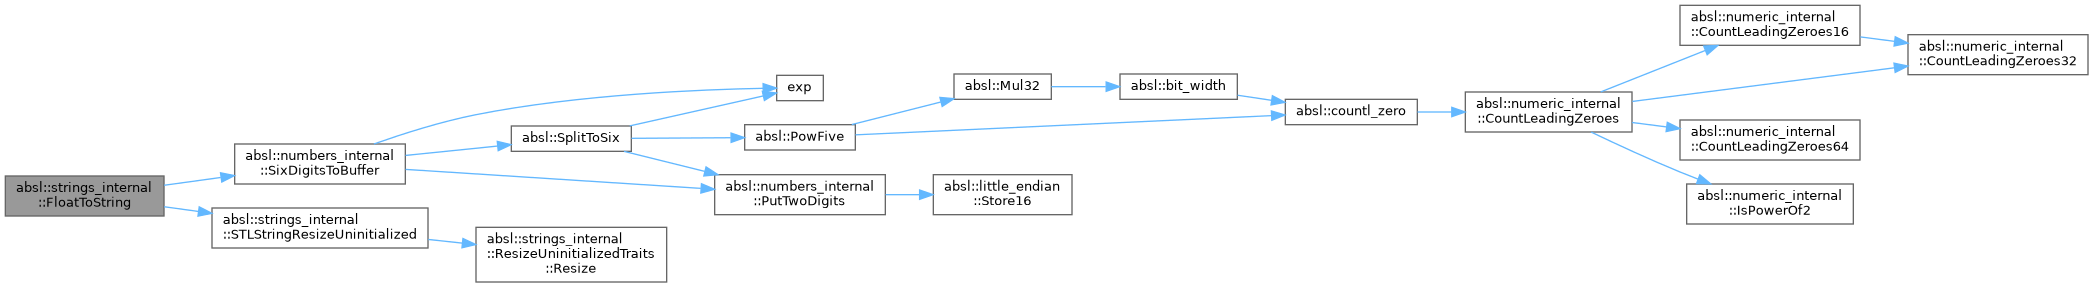 absl::strings_internal
::FloatToString
absl::numbers_internal
::SixDigitsToBuffer
absl::strings_internal
::STLStringResizeUninitialized
absl::SplitToSix
absl::strings_internal
::ResizeUninitializedTraits
::Resize
exp
absl::PowFive
absl::numbers_internal
::PutTwoDigits
absl::Mul32
absl::little_endian
::Store16
absl::bit_width
absl::countl_zero
absl::numeric_internal
::CountLeadingZeroes
absl::numeric_internal
::CountLeadingZeroes16
absl::numeric_internal
::CountLeadingZeroes32
absl::numeric_internal
::CountLeadingZeroes64
absl::numeric_internal
::IsPowerOf2